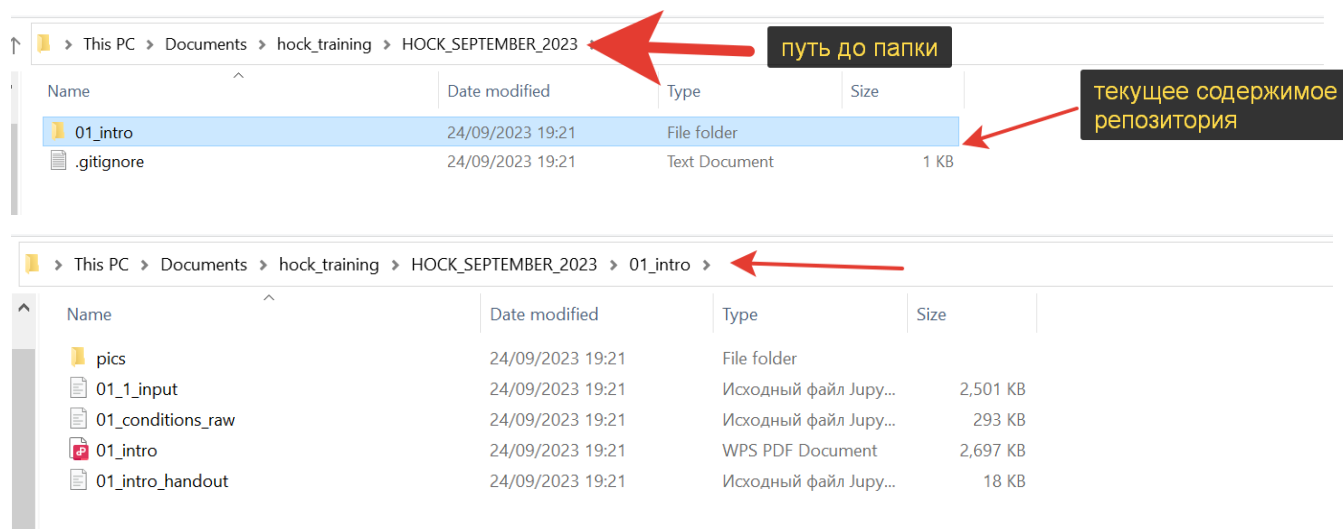 This PC > Documents > hock_training > HOCK_SEPTEMBER_2023 >
путь до папки
Name Date modified Type Size
текущее содержимое
репозитория
01_intro 24/09/2023 19:21 File folder
.gitignore 24/09/2023 19:21 Text Document 1 KB
This PC > Documents > hock_training > HOCK_SEPTEMBER_2023 > 01_intro >
Name Date modified Type Size
pics 24/09/2023 19:21 File folder
01_1_input 24/09/2023 19:21 Исходный файл Jupy... 2,501 KB
01_conditions_raw 24/09/2023 19:21 Исходный файл Jupy... 293 KB
01_intro 24/09/2023 19:21 WPS PDF Document 2,697 KB
01_intro_handout 24/09/2023 19:21 Исходный файл Jupy... 18 KB